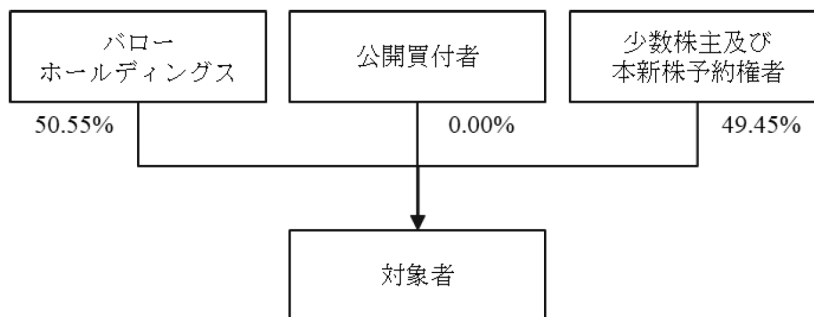 バロー
ホールディングス
公開買付者
少数株主及び
本新株予約権者
50.55%
0.00%
49.45%
対象者